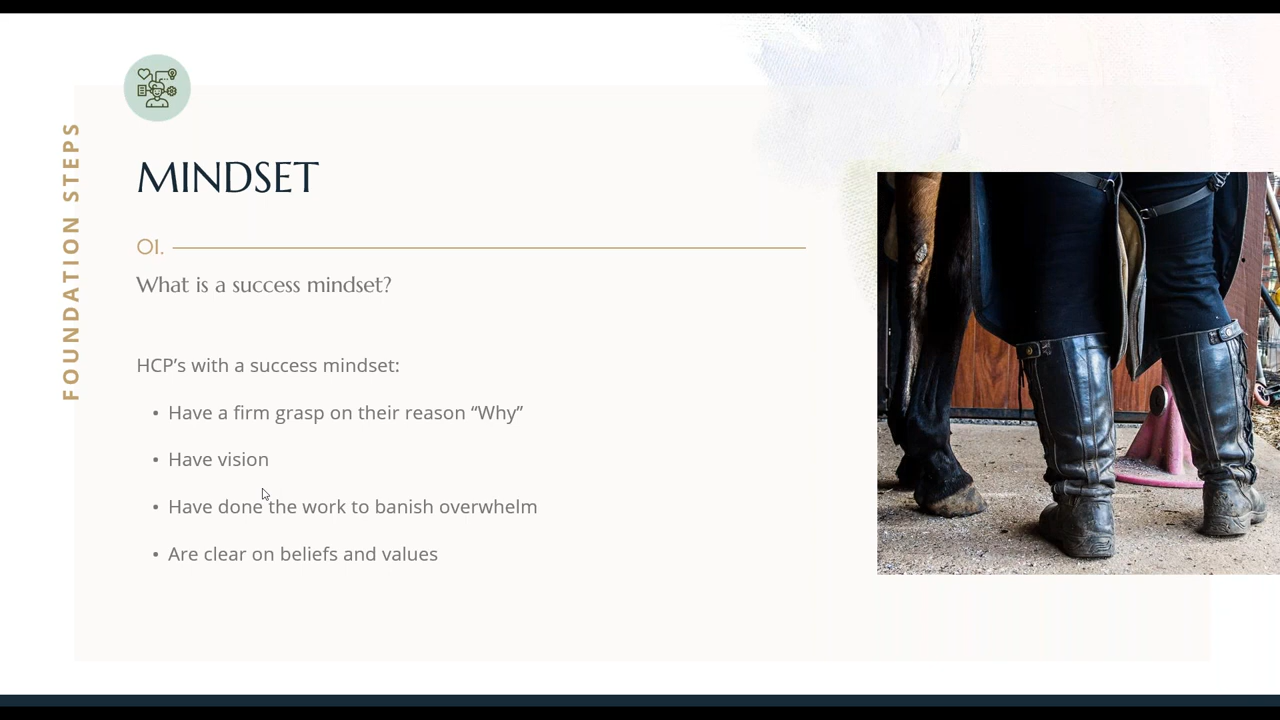 FOUNDATION STEPS
MINDSET
01.
What is a success mindset?
HCP’s with a success mindset:
• Have a firm grasp on their reason “Why”
• Have vision
• Have done the work to banish overwhelm
• Are clear on beliefs and values